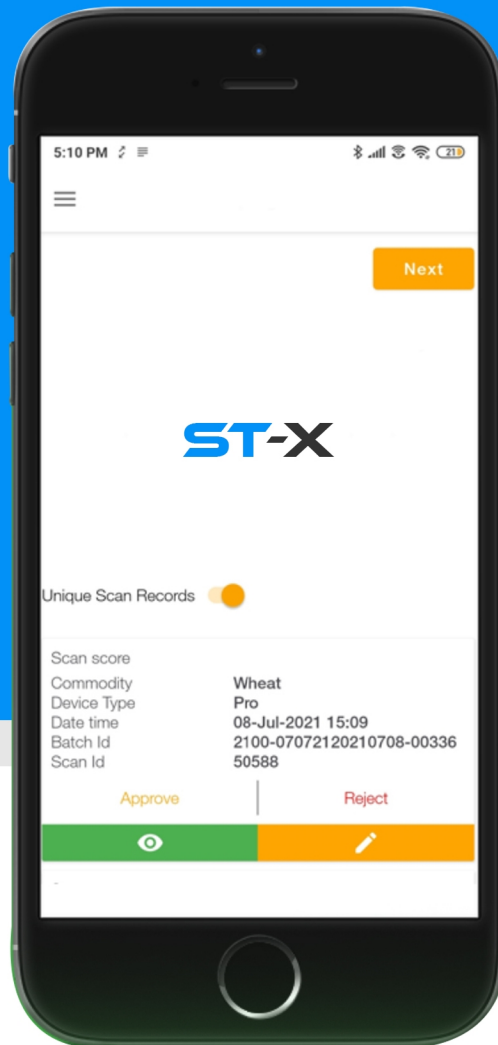 5:10 PM
21
Next
ST-X
Unique Scan Records
Scan score
Commodity Wheat
Device Type Pro
Date time 08-Jul-2021 15:09
Batch Id 2100-07072120210708-00336
Scan Id 50588
Approve Reject